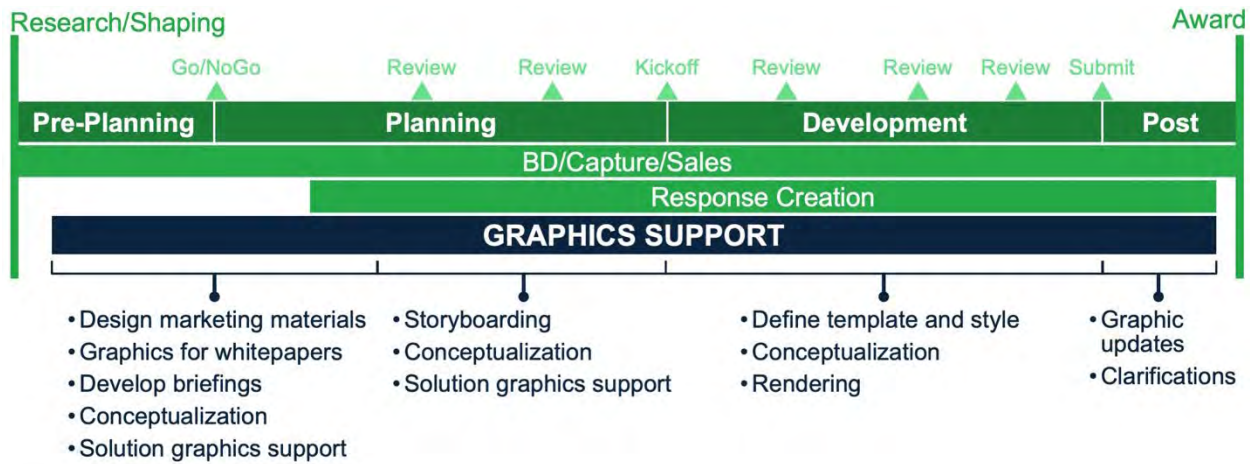 Research/Shaping
Award
Go/NoGo
Review
Review
Kickoff
Review
Review
Review
Submit
Pre-Planning
Planning
Development
Post
BD/Capture/Sales
Response Creation
GRAPHICS SUPPORT
• Design marketing materials
• Graphics for whitepapers
• Develop briefings
• Conceptualization
• Solution graphics support
• Storyboarding
• Conceptualization
• Solution graphics support
• Define template and style
• Conceptualization
• Rendering
• Graphic
updates
• Clarifications